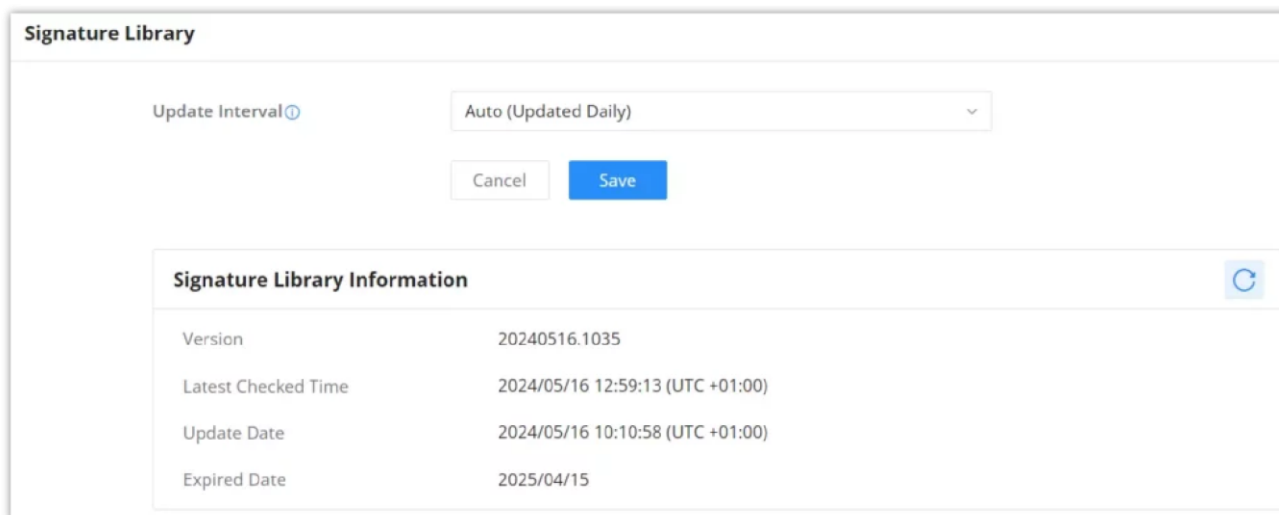 Signature Library
Update Interval
Auto (Updated Daily)
Cancel Save
Signature Library Information
Version 20240516.1035
Latest Checked Time 2024/05/16 12:59:13 (UTC +01:00)
Update Date 2024/05/16 10:10:58 (UTC +01:00)
Expired Date 2025/04/15